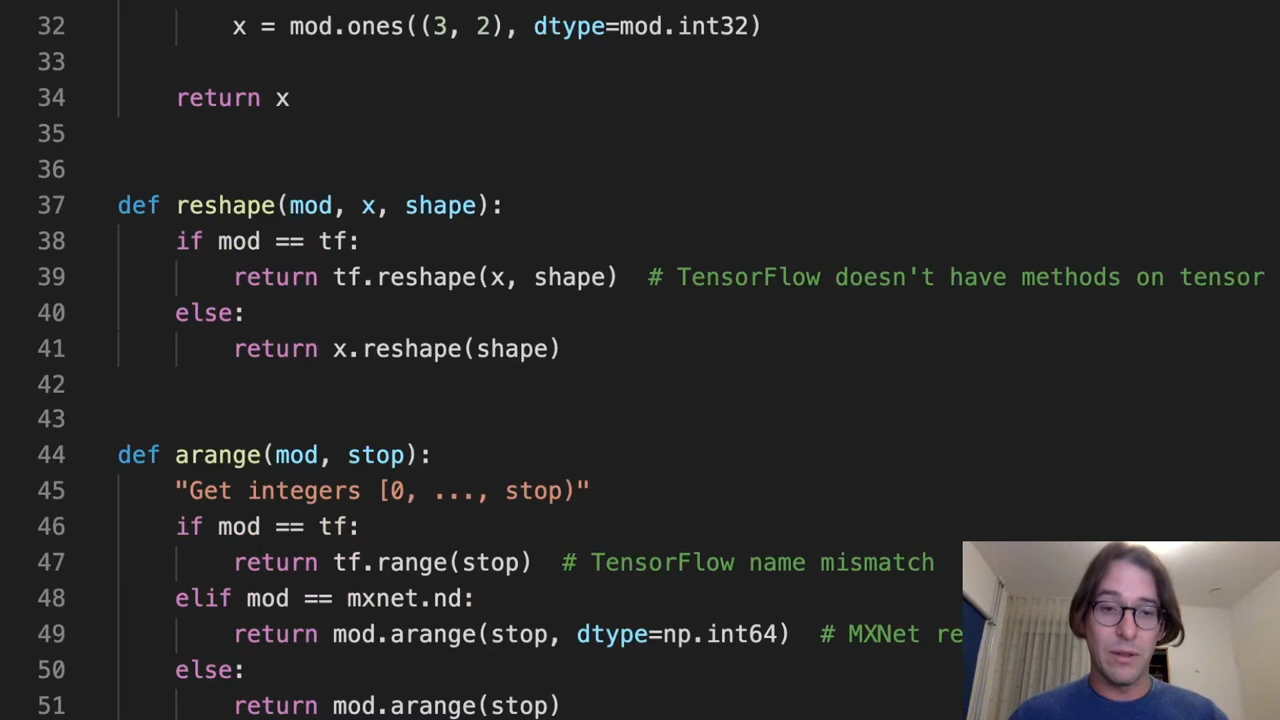 32 x = mod.ones((3, 2), dtype=mod.int32)
33
34 return x
35
36
37 def reshape(mod, x, shape):
38 if mod == tf:
39 return tf.reshape(x, shape) # TensorFlow doesn't have methods on tensor
40 else:
41 return x.reshape(shape)
42
43
44 def arange(mod, stop):
45 "Get integers [0, ..., stop)"
46 if mod == tf:
47 return tf.range(stop) # TensorFlow name mismatch
48 elif mod == mxnet.nd:
49 return mod.arange(stop, dtype=np.int64) # MXNet re
50 else:
51 return mod.arange(stop)